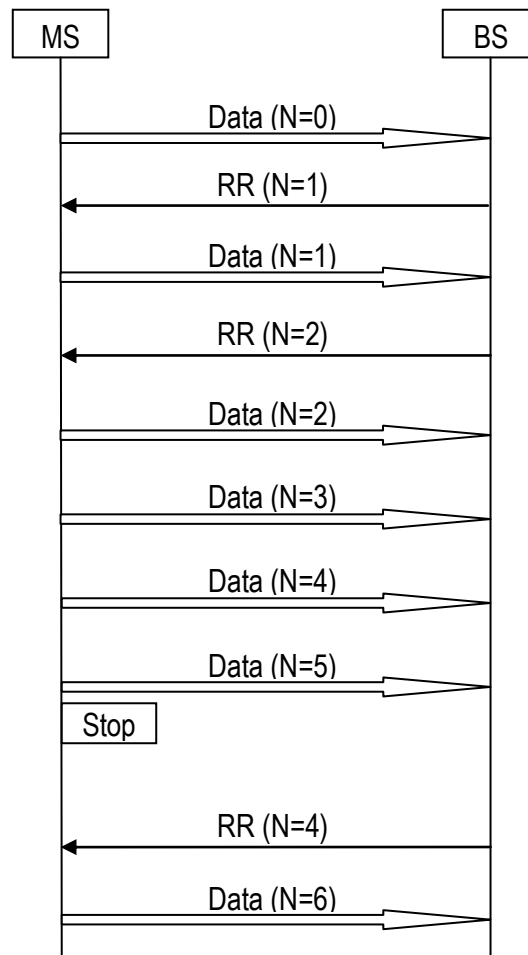 MS
BS
Data (N=0)
RR (N=1)
Data (N=1)
RR (N=2)
Data (N=2)
Data (N=3)
Data (N=4)
Data (N=5)
Stop
RR (N=4)
Data (N=6)